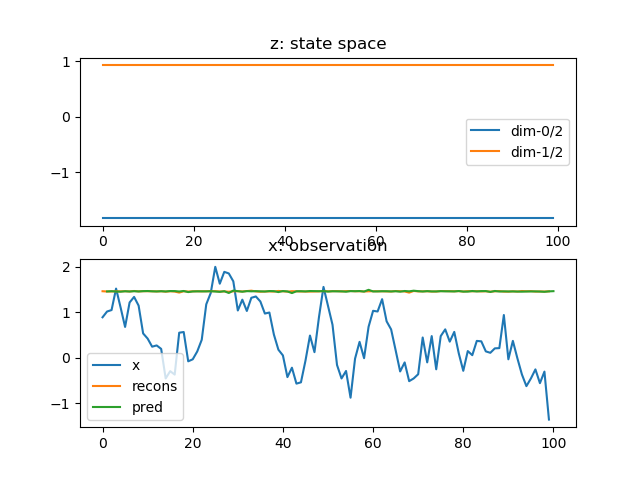 z: state space
1
0
−1
dim-0/2
dim-1/2
0 20 40 60 80 100
x: observation
2
1
0
−1
x
recons
pred
0 20 40 60 80 100